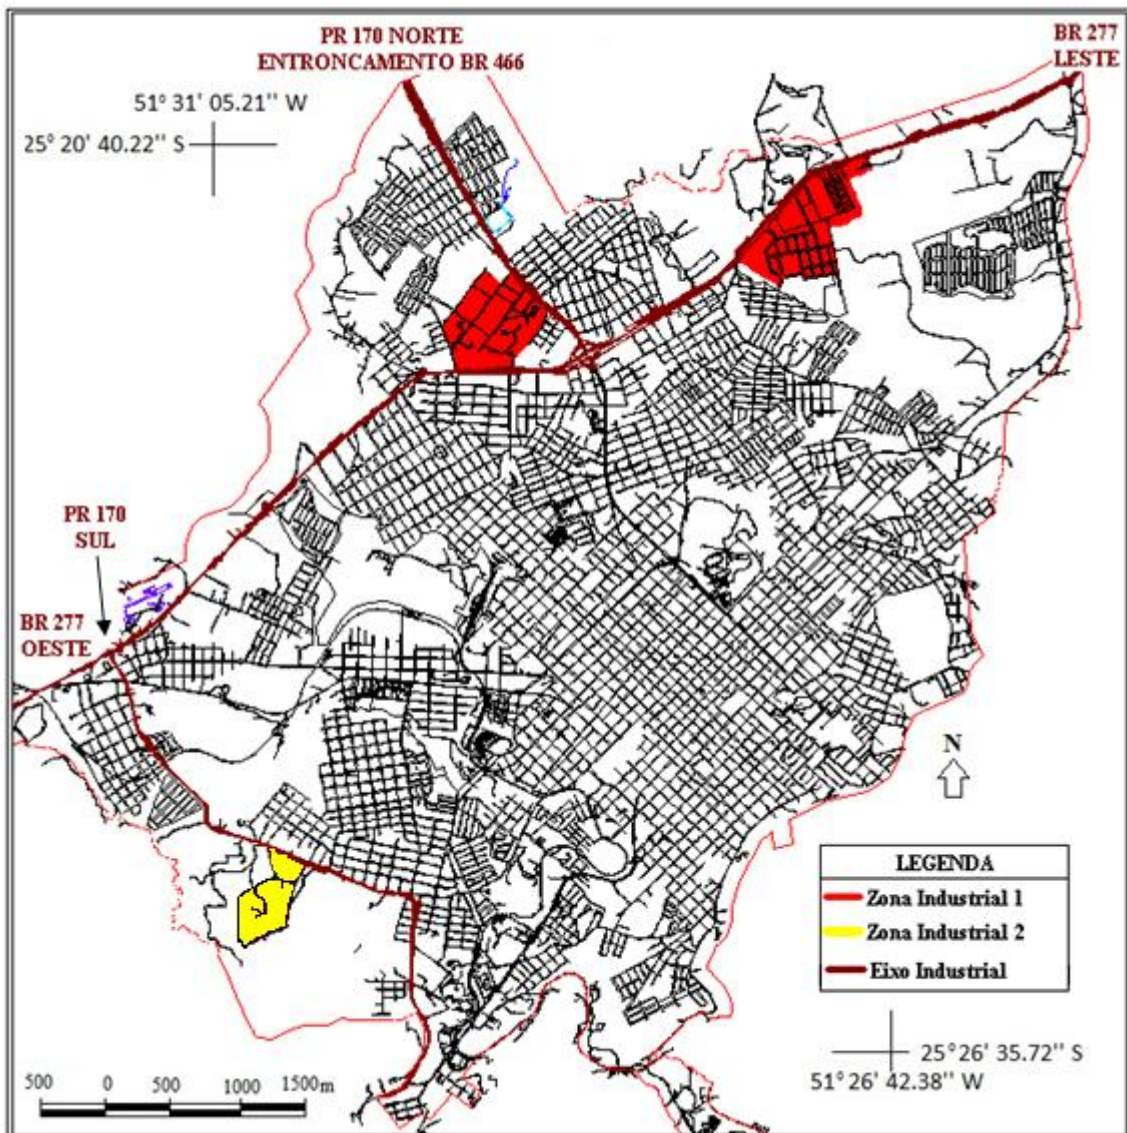 PR 170 NORTE
ENTRONCAMENTO BR 466
BR 277
LESTE
51° 31' 05.21'' W
25° 20' 40.22'' S
PR 170
SUL
BR 277
OESTE
N
LEGENDA
Zona Industrial 1
Zona Industrial 2
Eixo Industrial
25° 26' 35.72'' S
51° 26' 42.38'' W
500 0 500 1000 1500m